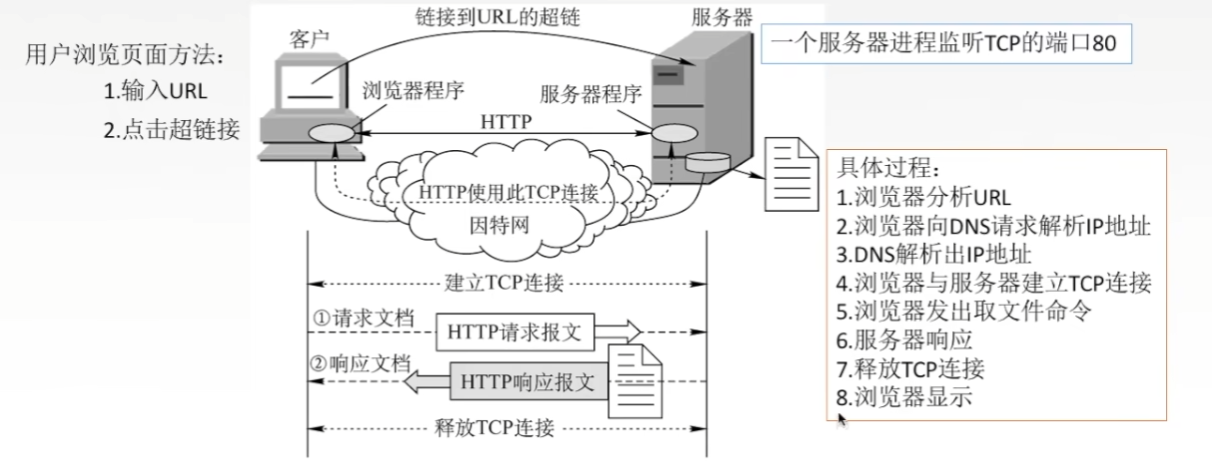 用户浏览页面方法：
1.输入URL
2.点击超链接
链接到URL的超链
客户
服务器
一个服务器进程监听TCP的端口80
浏览器程序
服务器程序
HTTP
HTTP使用此TCP连接
因特网
建立TCP连接
①请求文档
HTTP请求报文
②响应文档
HTTP响应报文
释放TCP连接
具体过程：
1.浏览器分析URL
2.浏览器向DNS请求解析IP地址
3.DNS解析出IP地址
4.浏览器与服务器建立TCP连接
5.浏览器发出取文件命令
6.服务器响应
7.释放TCP连接
8.浏览器显示